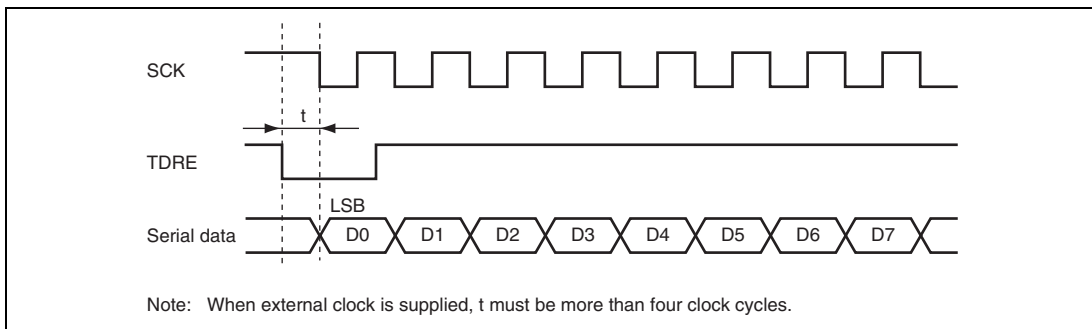 SCK
t
TDRE
LSB
Serial data D0 D1 D2 D3 D4 D5 D6 D7
Note: When external clock is supplied, t must be more than four clock cycles.